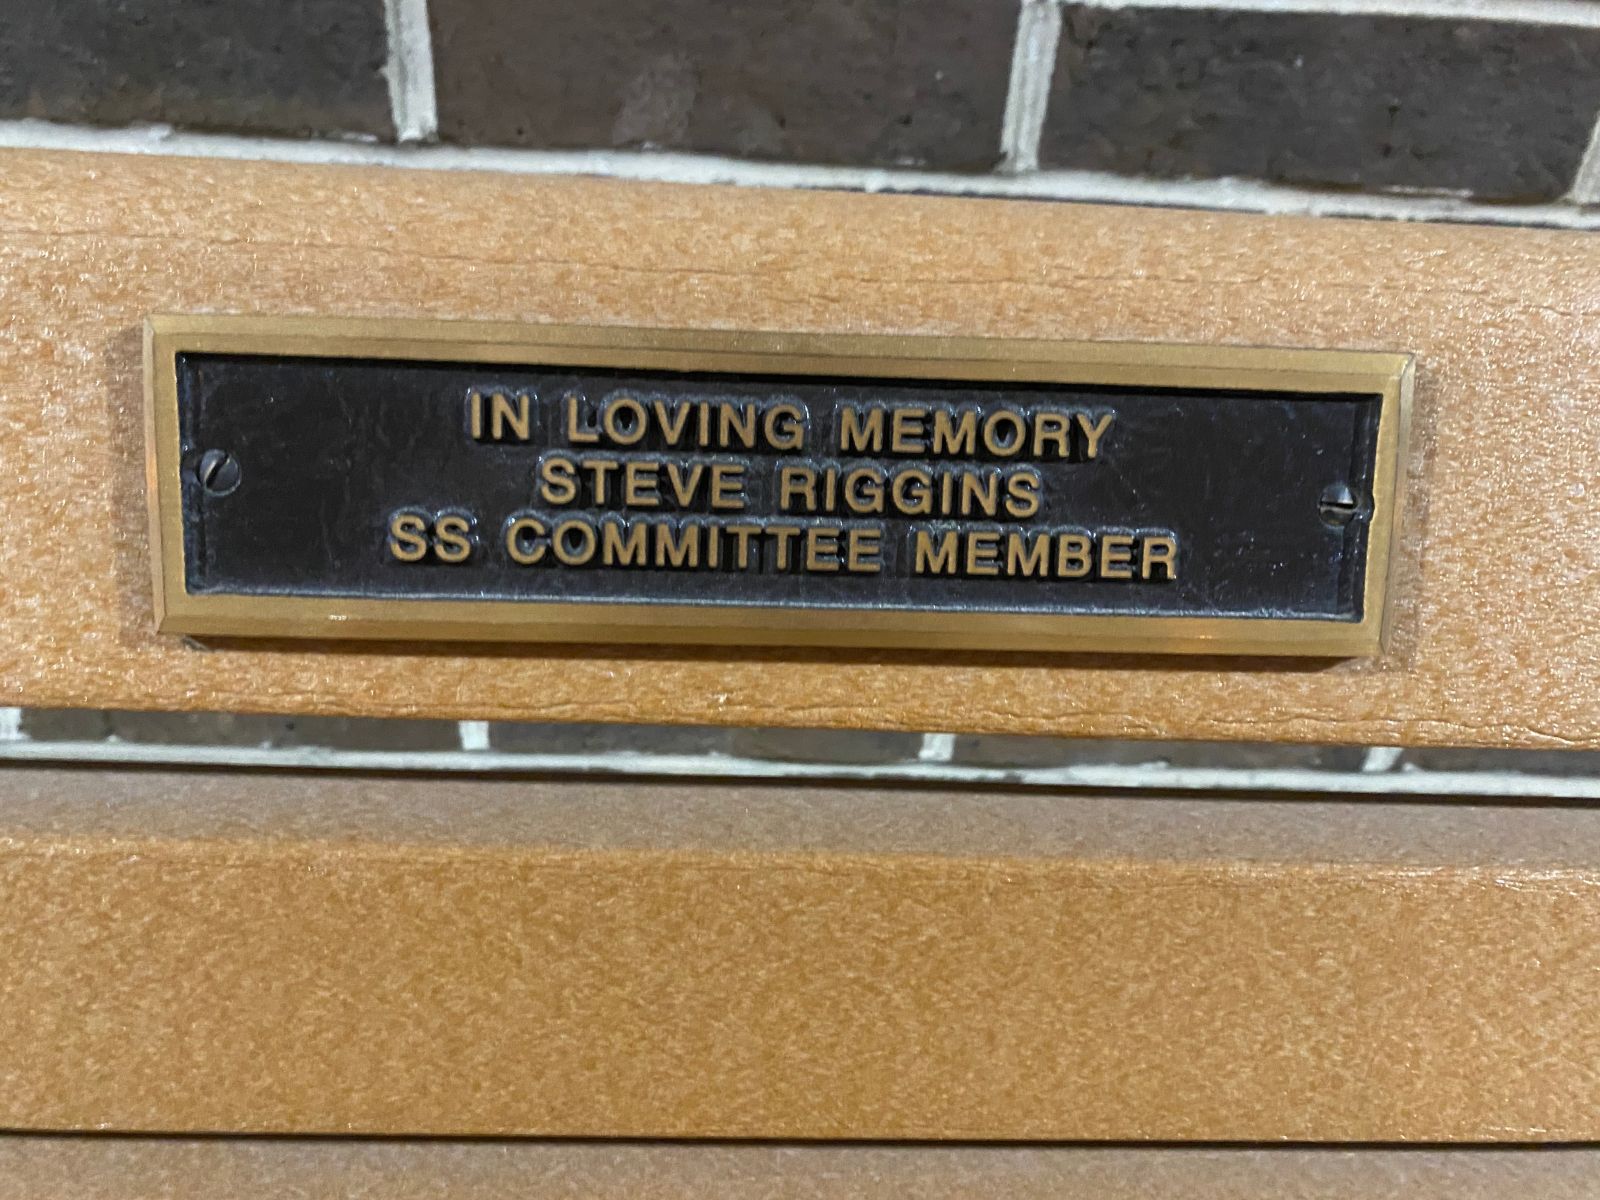 IN LOVING MEMORY
STEVE RIGGINS
SS COMMITTEE MEMBER